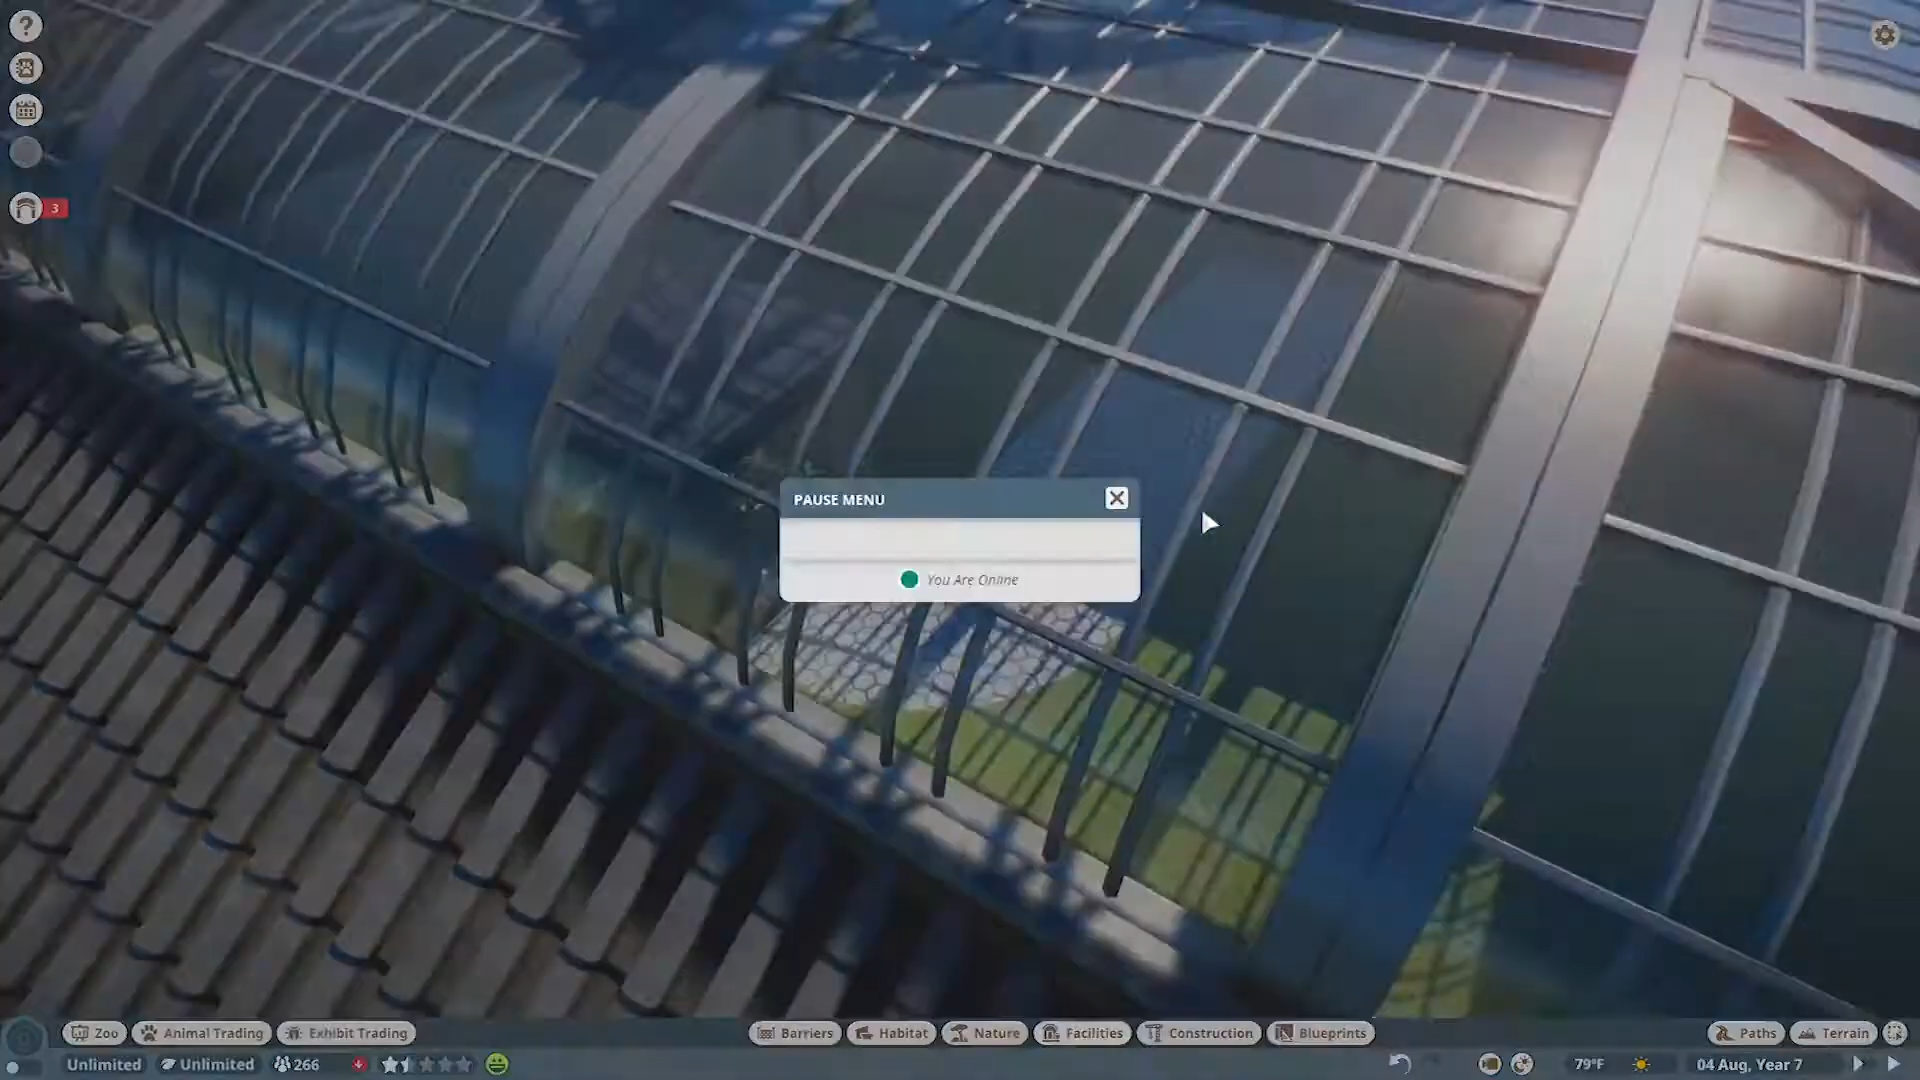 ?
3
PAUSE MENU
You Are Online
Zoo
Animal Trading
Exhibit Trading
Barriers
Habitat
Nature
Facilities
Construction
Blueprints
Paths
Terrain
Unlimited
Unlimited
266
79°F
04 Aug, Year 7